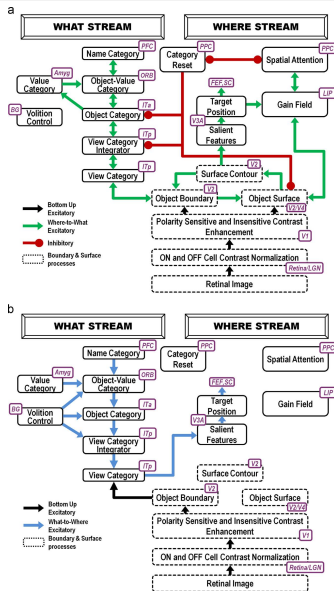 a
WHAT STREAM
WHERE STREAM
PFC
Name Category
PPC
Category
Reset
PPC
Spatial Attention
Amyg
Value
Category
ORB
Object-Value
Category
BG
Volition
Control
ITa
Object Category
FEF,SC
Target
Position
LIP
Gain Field
ITp
View Category
Integrator
V3A
Salient
Features
ITp
View Category
V2
Surface Contour
V2
Object Boundary
Object Surface
V2/V4
Bottom Up
Excitatory
Where-to-What
Excitatory
Inhibitory
Boundary & Surface
processes
Polarity Sensitive and Insensitive Contrast
Enhancement
V1
ON and OFF Cell Contrast Normalization
Retina/LGN
Retinal Image
b
WHAT STREAM
WHERE STREAM
PFC
Name Category
PPC
Category
Reset
PPC
Spatial Attention
Amyg
Value
Category
ORB
Object-Value
Category
BG
Volition
Control
ITa
Object Category
FEF,SC
Target
Position
LIP
Gain Field
ITp
View Category
Integrator
V3A
Salient
Features
ITp
View Category
V2
Surface Contour
V2
Object Boundary
Object Surface
V2/V4
Bottom Up
Excitatory
What-to-Where
Excitatory
Boundary & Surface
processes
Polarity Sensitive and Insensitive Contrast
Enhancement
V1
ON and OFF Cell Contrast Normalization
Retina/LGN
Retinal Image